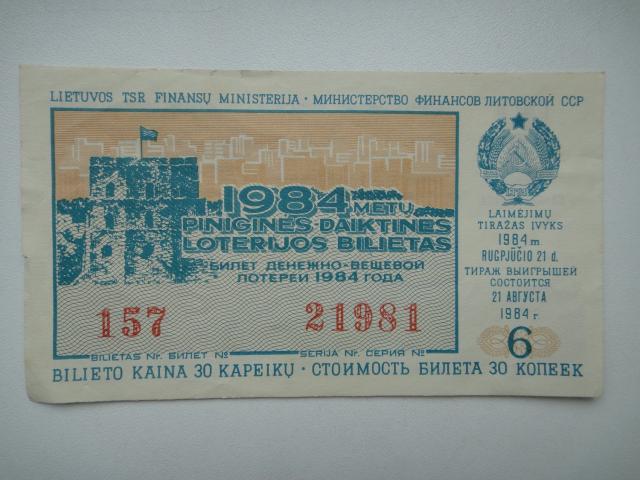 LIETUVOS TSR FINANSŲ MINISTERIJA · МИНИСТЕРСТВО ФИНАНСОВ ЛИТОВСКОЙ ССР
1984 METŲ
PINIGINĖS DAIKTINĖS
LOTERIJOS BILIETAS
БИЛЕТ ДЕНЕЖНО-ВЕЩЕВОЙ
ЛОТЕРЕИ 1984 ГОДА
157 21981
BILIETAS Nr. БИЛЕТ № SERIJA Nr. СЕРИЯ №
LAIMĖJIMŲ
TIRAŽAS ĮVYKS
1984 m.
RUGPJŪČIO 21 d.
ТИРАЖ ВЫИГРЫШЕЙ
СОСТОИТСЯ
21 АВГУСТА
1984 г.
6
BILIETO KAINA 30 KAPEIKŲ · СТОИМОСТЬ БИЛЕТА 30 КОПЕЕК